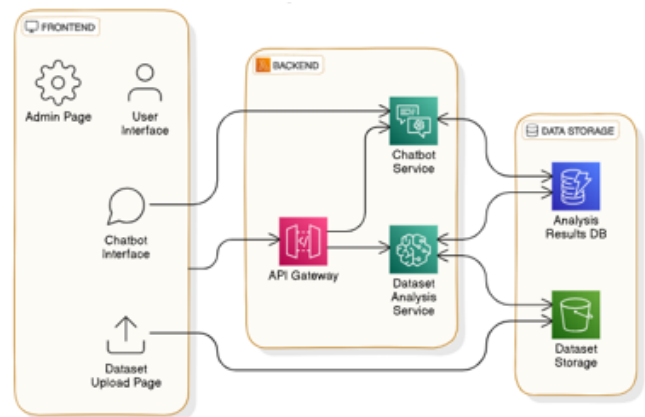 FRONTEND
Admin Page
User
Interface
Chatbot
Interface
Dataset
Upload Page
BACKEND
Chatbot
Service
API Gateway
Dataset
Analysis
Service
DATA STORAGE
Analysis
Results DB
Dataset
Storage